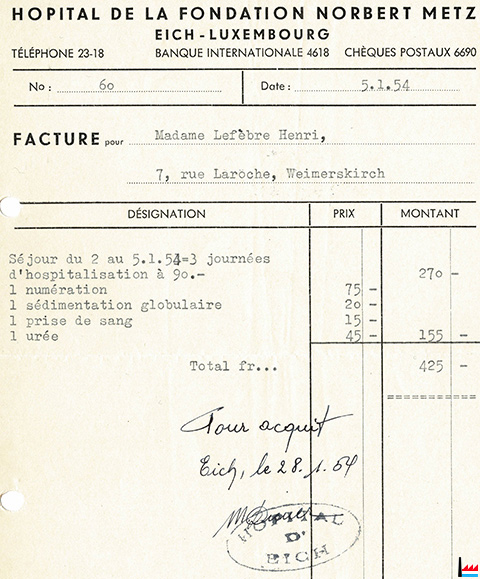 HOPITAL DE LA FONDATION NORBERT METZ
EICH-LUXEMBOURG
TÉLÉPHONE 23-18 BANQUE INTERNATIONALE 4618 CHÈQUES POSTAUX 6690
No: 60 Date: 5.1.54
FACTURE pour Madame Lefèbre Henri,
7, rue Laroche, Weimerskirch
DÉSIGNATION PRIX MONTANT
Séjour du 2 au 5.1.54=3 journées
d'hospitalisation à 90.- 270 -
1 numération 75 -
1 sédimentation globulaire 20 -
1 prise de sang 15 -
1 urée 45 - 155 -
Total fr... 425 -
Pour acquit
Eich, le 28.1.54
HOPITAL
D'
EICH